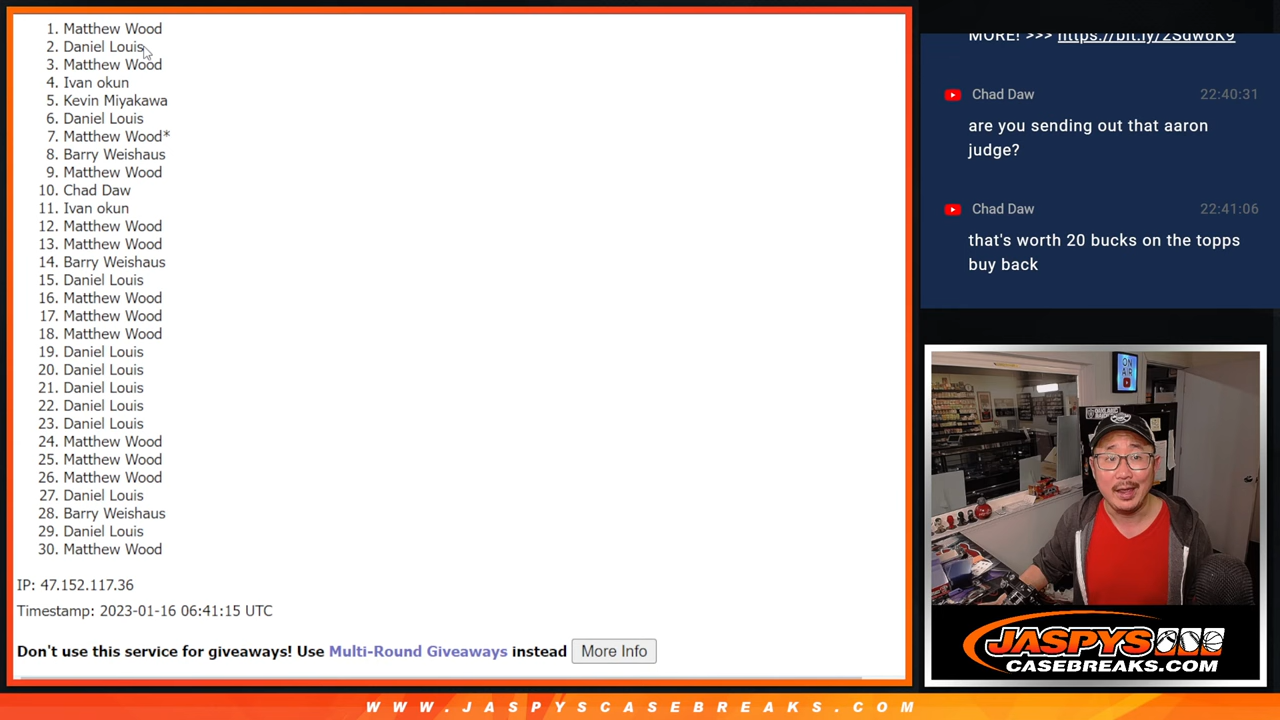 1. Matthew Wood
2. Daniel Louis
3. Matthew Wood
4. Ivan okun
5. Kevin Miyakawa
6. Daniel Louis
7. Matthew Wood*
8. Barry Weishaus
9. Matthew Wood
10. Chad Daw
11. Ivan okun
12. Matthew Wood
13. Matthew Wood
14. Barry Weishaus
15. Daniel Louis
16. Matthew Wood
17. Matthew Wood
18. Matthew Wood
19. Daniel Louis
20. Daniel Louis
21. Daniel Louis
22. Daniel Louis
23. Daniel Louis
24. Matthew Wood
25. Matthew Wood
26. Matthew Wood
27. Daniel Louis
28. Barry Weishaus
29. Daniel Louis
30. Matthew Wood
IP: 47.152.117.36
Timestamp: 2023-01-16 06:41:15 UTC
Don't use this service for giveaways! Use Multi-Round Giveaways instead More Info
MORE! >>> https://bit.ly/2Sdw6K9
Chad Daw 22:40:31
are you sending out that aaron
judge?
Chad Daw 22:41:06
that's worth 20 bucks on the topps
buy back
ON
AIR
JASPYS
CASEBREAKS.COM
WWW.JASPYSCASEBREAKS.COM